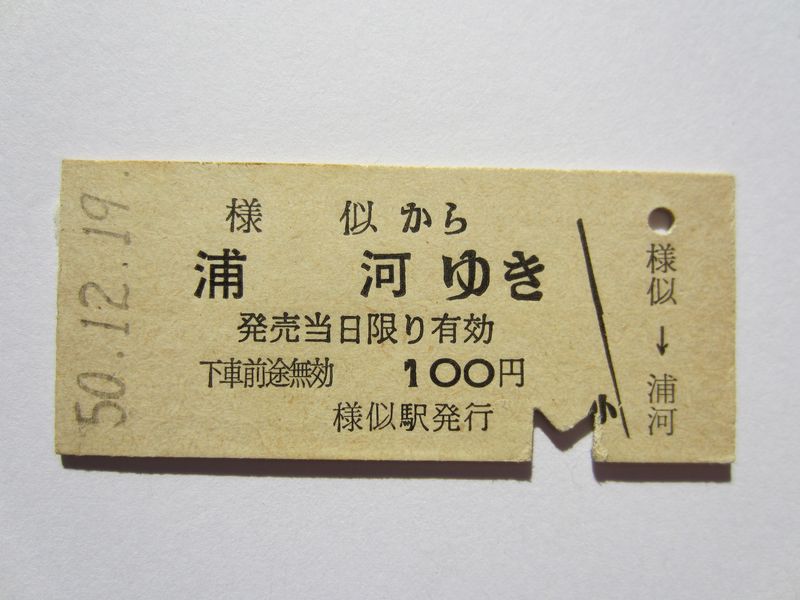 50.12.19.
様似から
浦河ゆき
発売当日限り有効
下車前途無効 100円
様似駅発行
小
様似→浦河